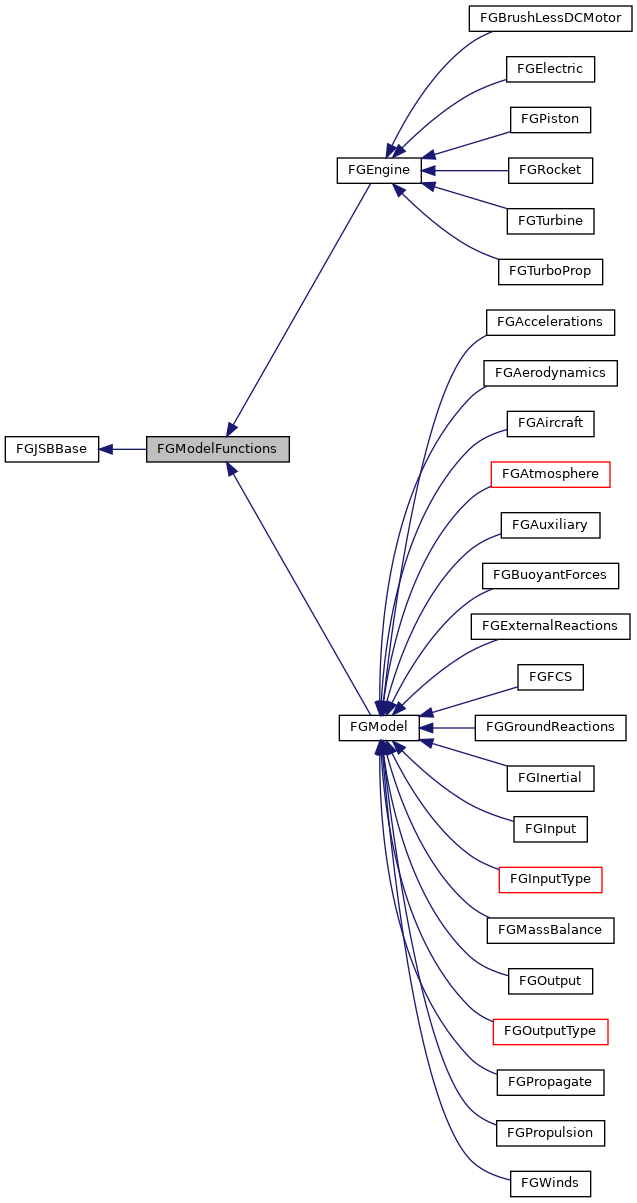 FGBrushLessDCMotor
FGElectric
FGPiston
FGEngine
FGRocket
FGTurbine
FGTurboProp
FGAccelerations
FGAerodynamics
FGAircraft
FGJSBBase
FGModelFunctions
FGAtmosphere
FGAuxiliary
FGBuoyantForces
FGExternalReactions
FGFCS
FGModel
FGGroundReactions
FGInertial
FGInput
FGInputType
FGMassBalance
FGOutput
FGOutputType
FGPropagate
FGPropulsion
FGWinds